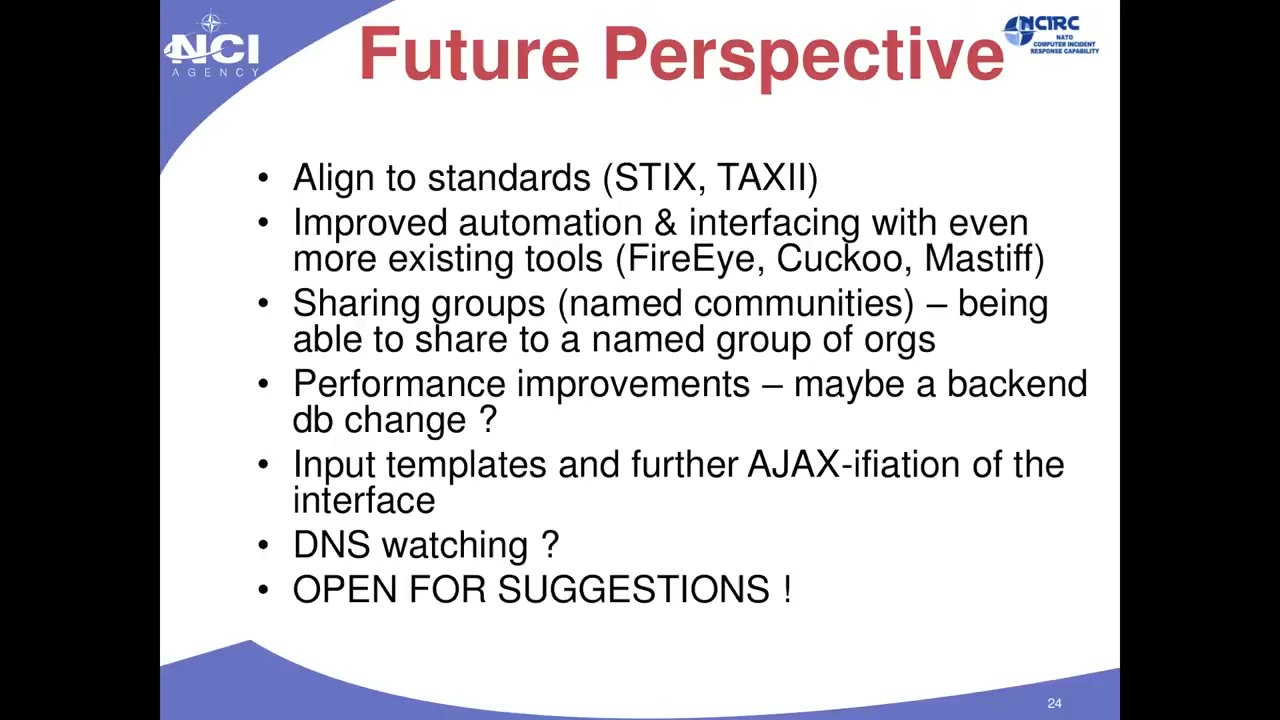 NCI
AGENCY
Future Perspective
NCIRC
NATO
COMPUTER INCIDENT
RESPONSE CAPABILITY
• Align to standards (STIX, TAXII)
• Improved automation & interfacing with even
more existing tools (FireEye, Cuckoo, Mastiff)
• Sharing groups (named communities) – being
able to share to a named group of orgs
• Performance improvements – maybe a backend
db change ?
• Input templates and further AJAX-ifiation of the
interface
• DNS watching ?
• OPEN FOR SUGGESTIONS !
24